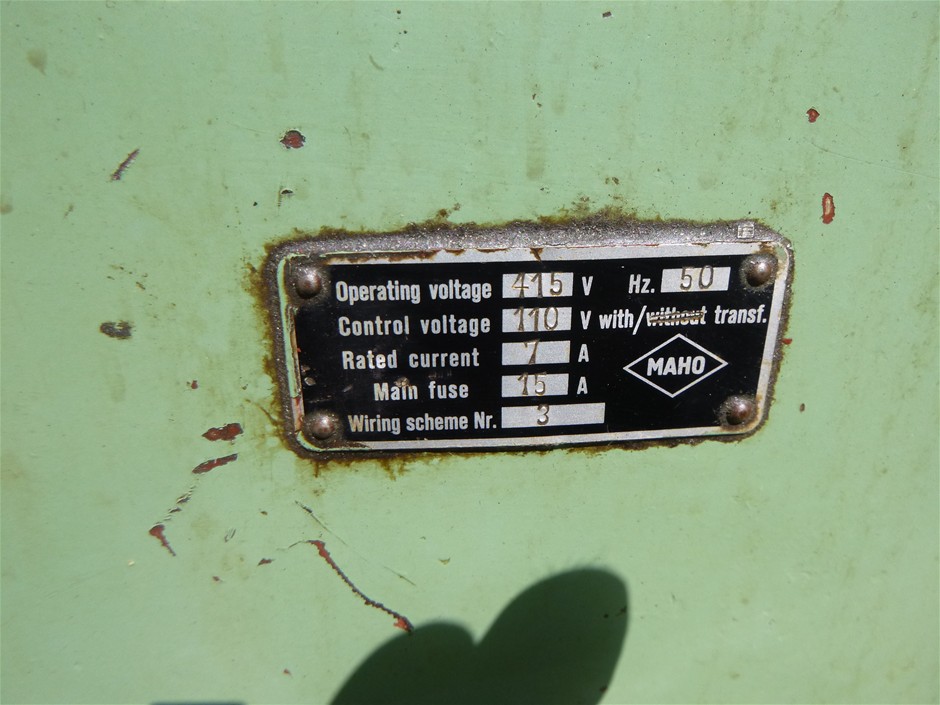 Operating voltage 415 V Hz. 50
Control voltage 110 V with/without transf.
Rated current 7 A
MAHO
Main fuse 15 A
Wiring scheme Nr. 3